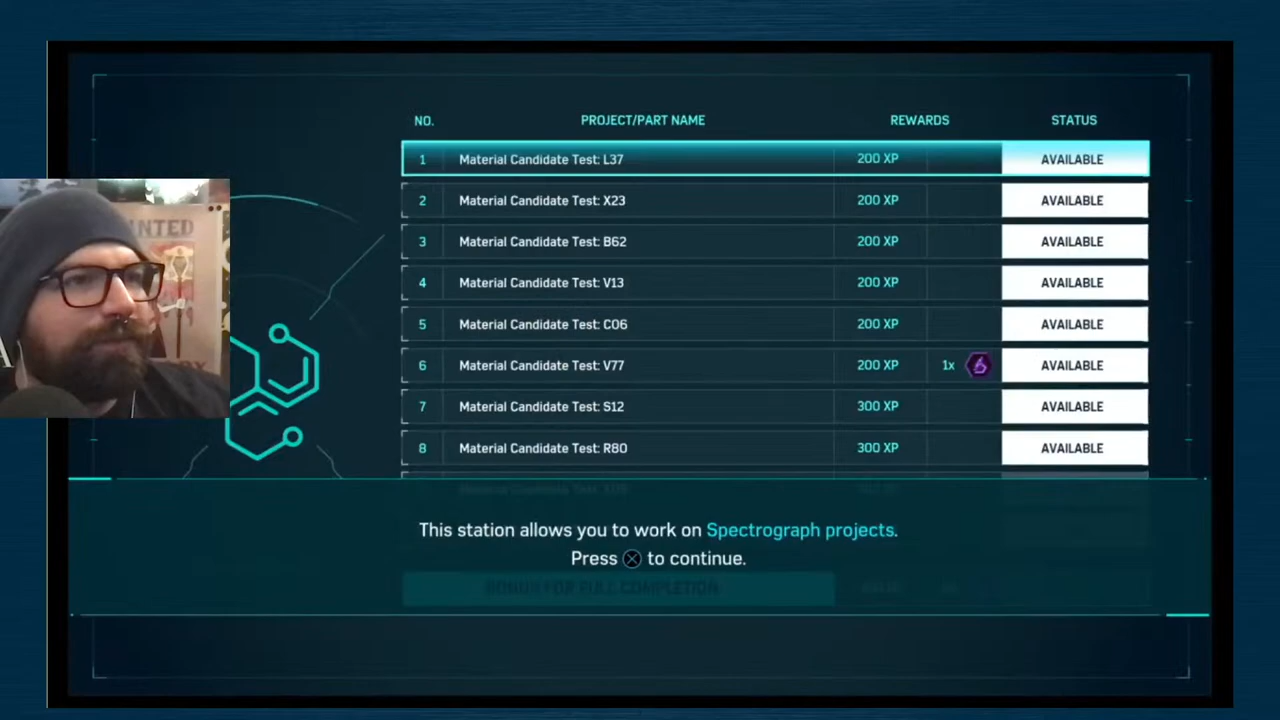 NO. PROJECT/PART NAME REWARDS STATUS
1 Material Candidate Test: L37 200 XP AVAILABLE
2 Material Candidate Test: X23 200 XP AVAILABLE
3 Material Candidate Test: B62 200 XP AVAILABLE
4 Material Candidate Test: V13 200 XP AVAILABLE
5 Material Candidate Test: C06 200 XP AVAILABLE
6 Material Candidate Test: V77 200 XP 1x AVAILABLE
7 Material Candidate Test: S12 300 XP AVAILABLE
8 Material Candidate Test: R80 300 XP AVAILABLE
This station allows you to work on Spectrograph projects.
Press ⓧ to continue.
BONUS FOR FULL COMPLETION